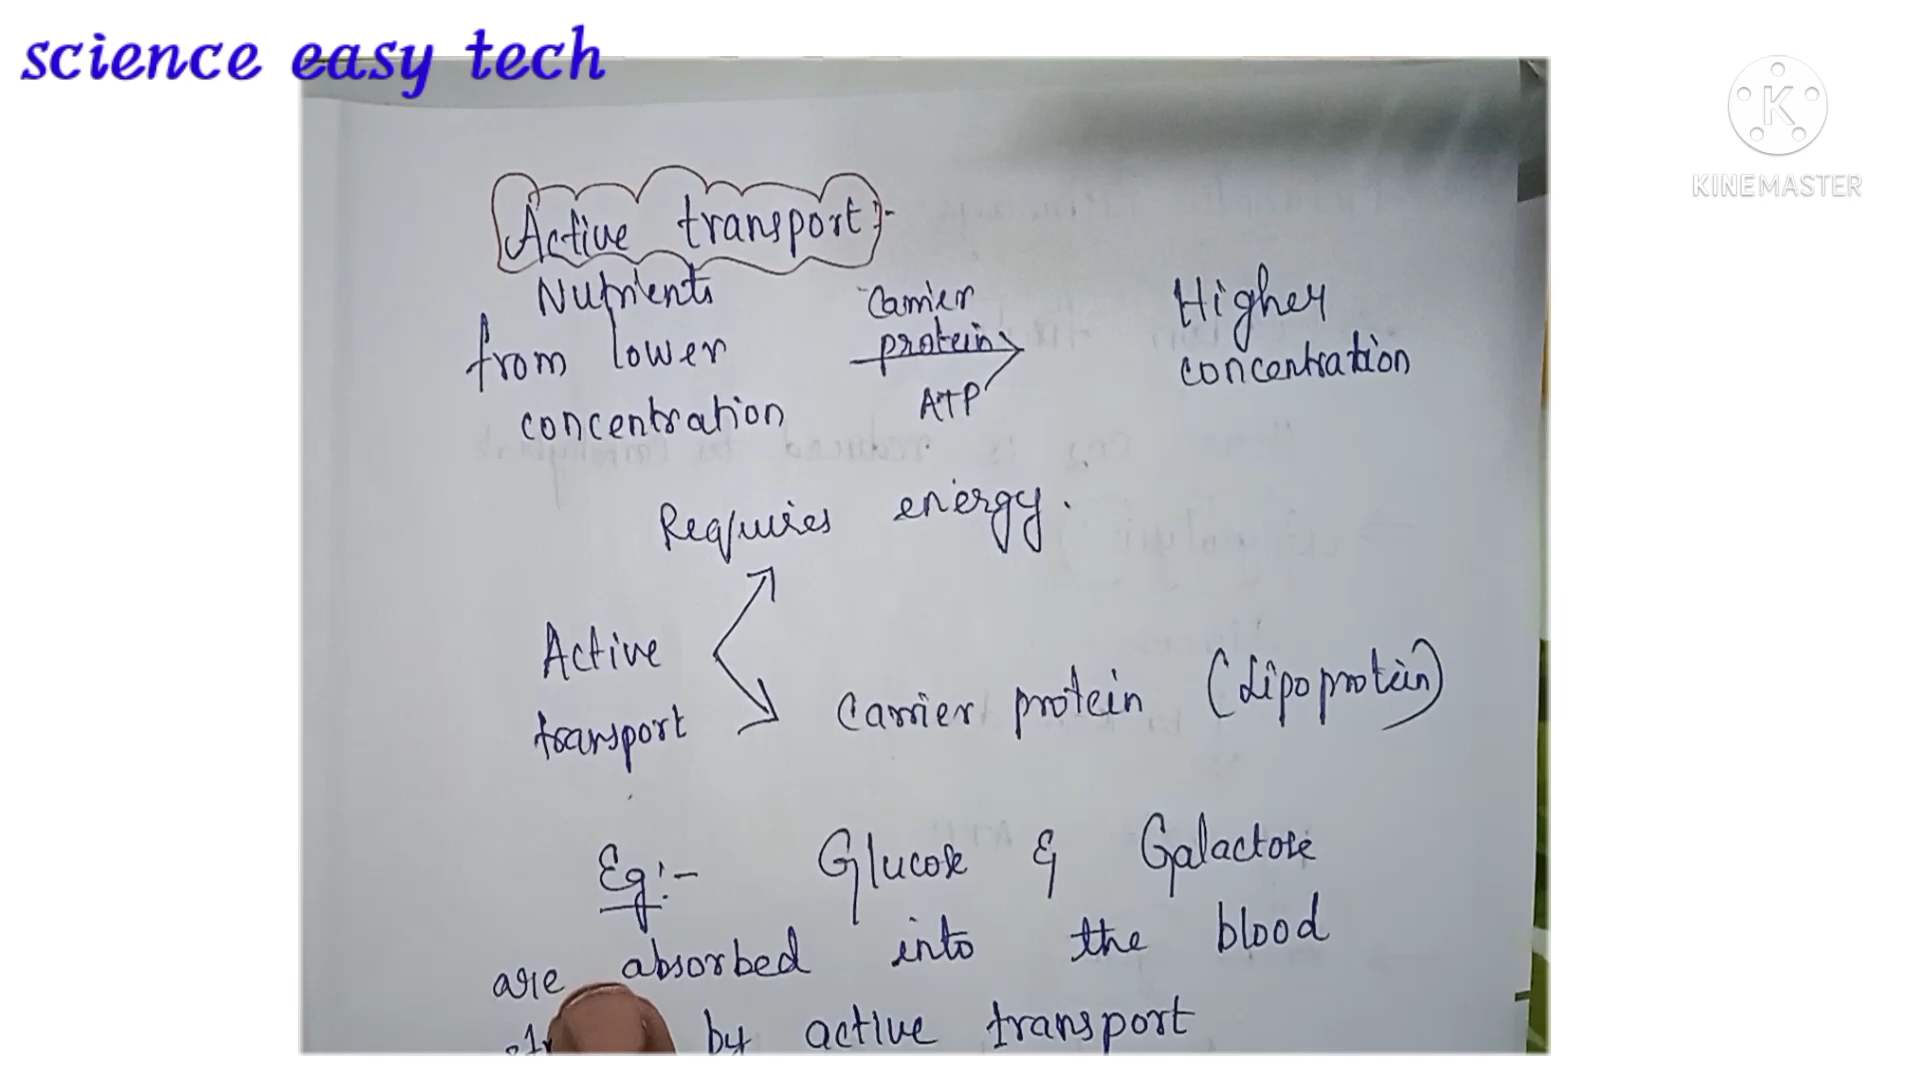 science easy tech
KINEMASTER
Active transport:-
Nutrients
from lower
concentration
Carrier
protein
ATP
Higher
concentration
Requires energy.
Active
transport
Carrier protein (Lipoprotein)
Eg:- Glucose & Galactose
are absorbed into the blood
by active transport